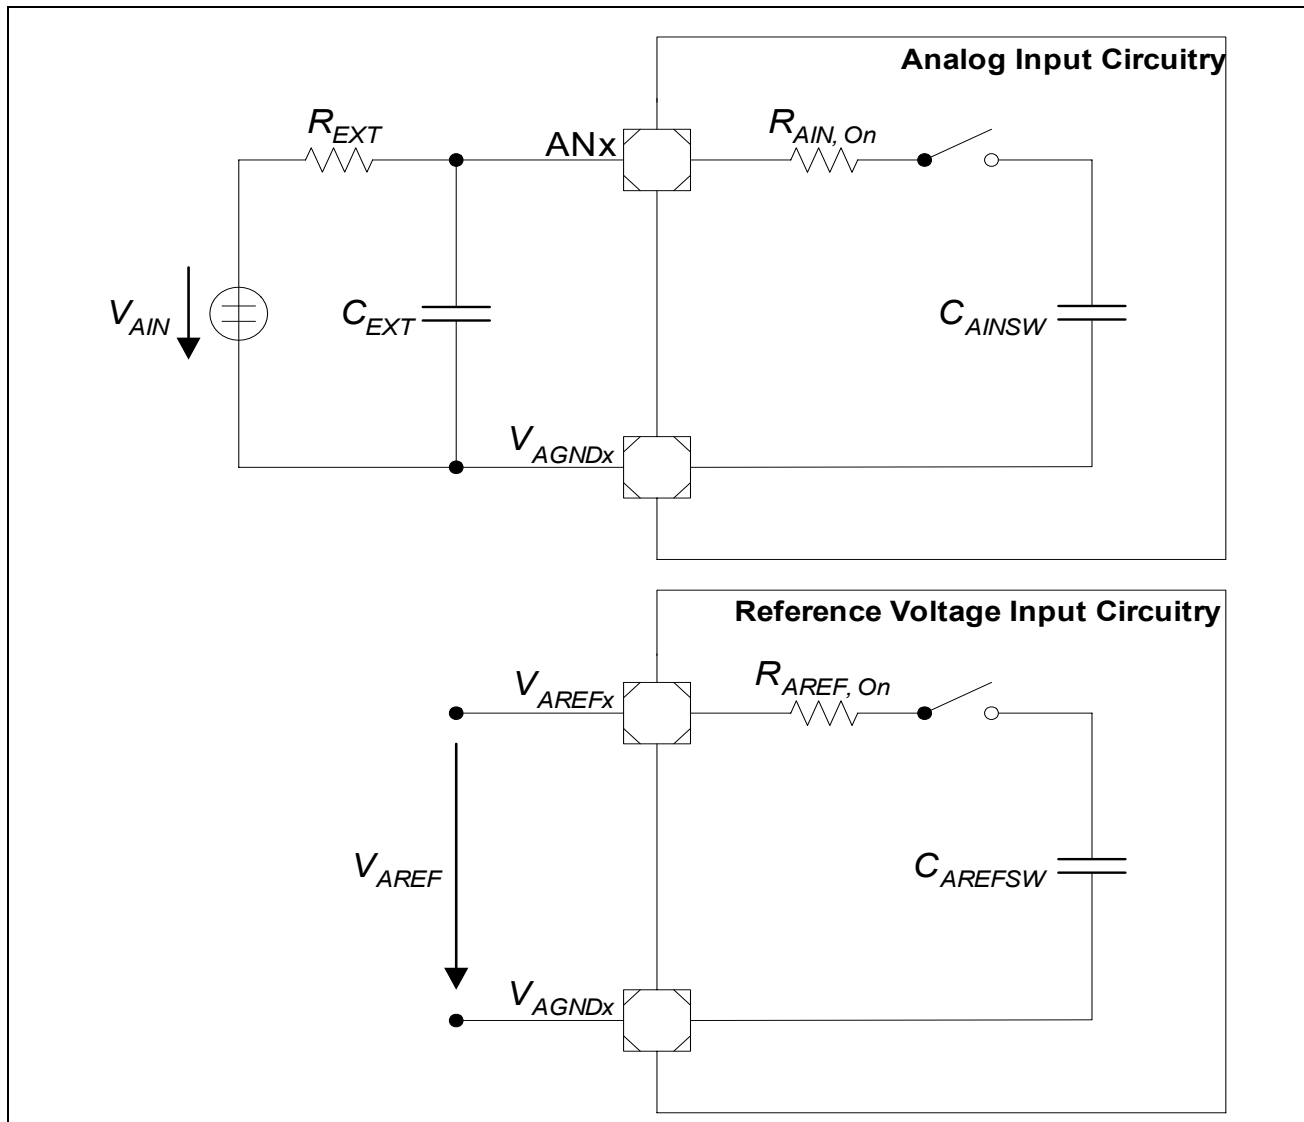 Analog Input Circuitry
R_EXT
ANx
R_AIN, On
V_AIN
C_EXT
C_AINSW
V_AGNDx
Reference Voltage Input Circuitry
V_AREFx
R_AREF, On
V_AREF
C_AREFSW
V_AGNDx